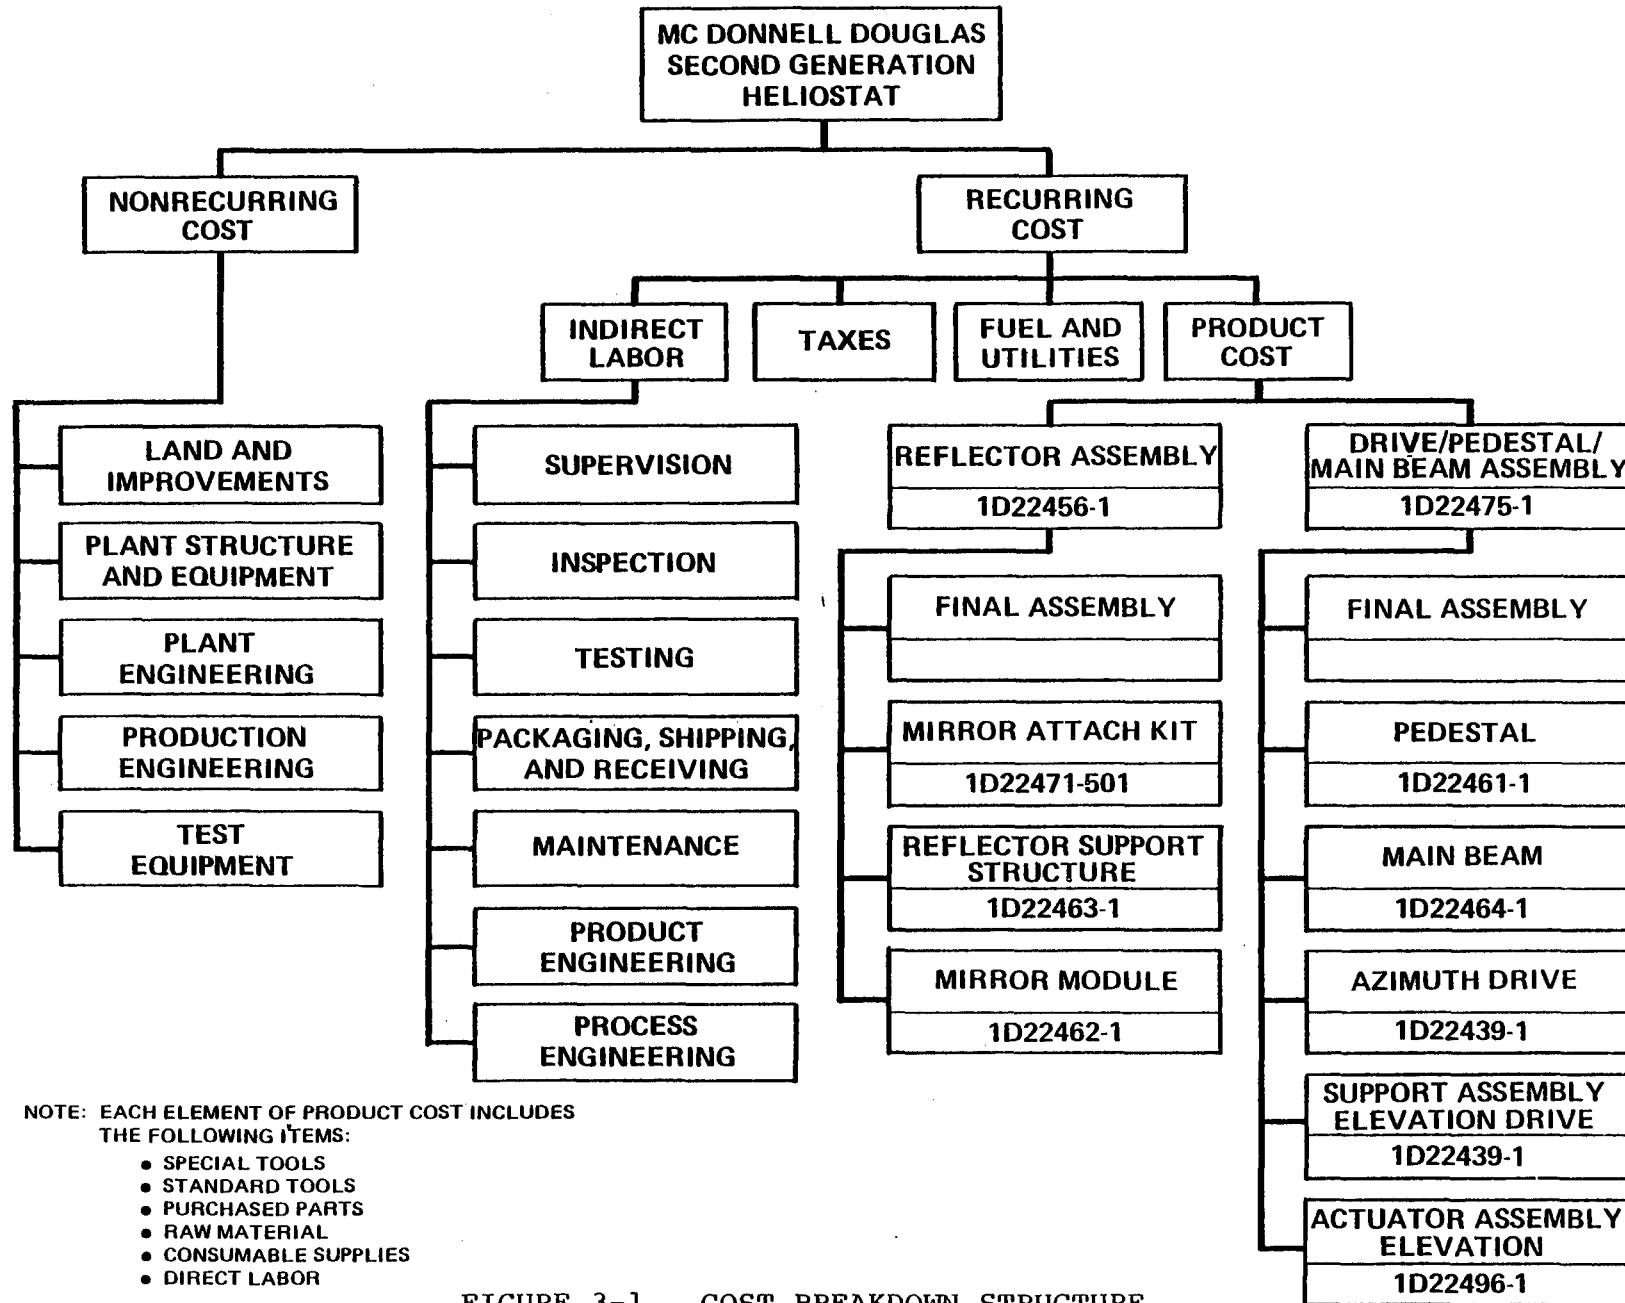 MC DONNELL DOUGLAS
SECOND GENERATION
HELIOSTAT
NONRECURRING
COST
RECURRING
COST
INDIRECT
LABOR
TAXES
FUEL AND
UTILITIES
PRODUCT
COST
LAND AND
IMPROVEMENTS
PLANT STRUCTURE
AND EQUIPMENT
PLANT
ENGINEERING
PRODUCTION
ENGINEERING
TEST
EQUIPMENT
SUPERVISION
INSPECTION
TESTING
PACKAGING, SHIPPING,
AND RECEIVING
MAINTENANCE
PRODUCT
ENGINEERING
PROCESS
ENGINEERING
REFLECTOR ASSEMBLY
1D22456-1
FINAL ASSEMBLY
MIRROR ATTACH KIT
1D22471-501
REFLECTOR SUPPORT
STRUCTURE
1D22463-1
MIRROR MODULE
1D22462-1
DRIVE/PEDESTAL/
MAIN BEAM ASSEMBLY
1D22475-1
FINAL ASSEMBLY
PEDESTAL
1D22461-1
MAIN BEAM
1D22464-1
AZIMUTH DRIVE
1D22439-1
SUPPORT ASSEMBLY
ELEVATION DRIVE
1D22439-1
ACTUATOR ASSEMBLY
ELEVATION
1D22496-1
NOTE: EACH ELEMENT OF PRODUCT COST INCLUDES
THE FOLLOWING ITEMS:
• SPECIAL TOOLS
• STANDARD TOOLS
• PURCHASED PARTS
• RAW MATERIAL
• CONSUMABLE SUPPLIES
• DIRECT LABOR
FIGURE 3-1 COST BREAKDOWN STRUCTURE